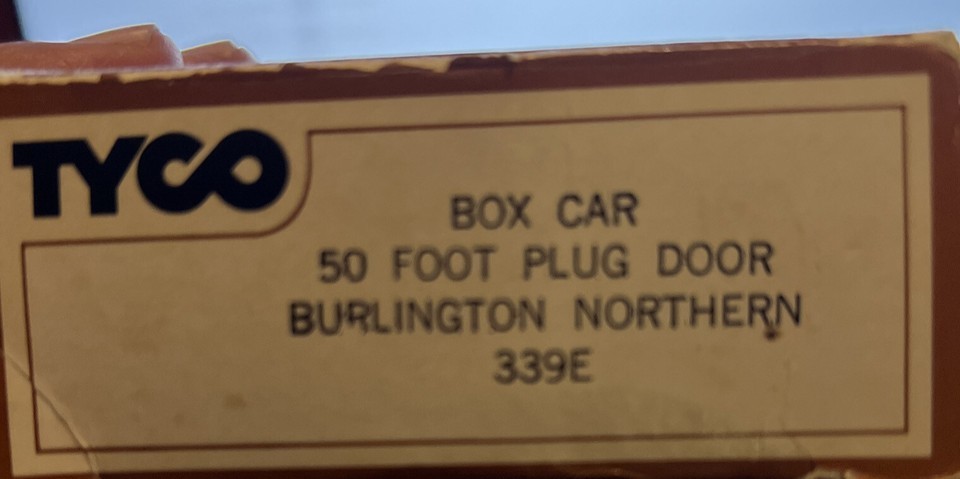 TYCO
BOX CAR
50 FOOT PLUG DOOR
BURLINGTON NORTHERN
339E